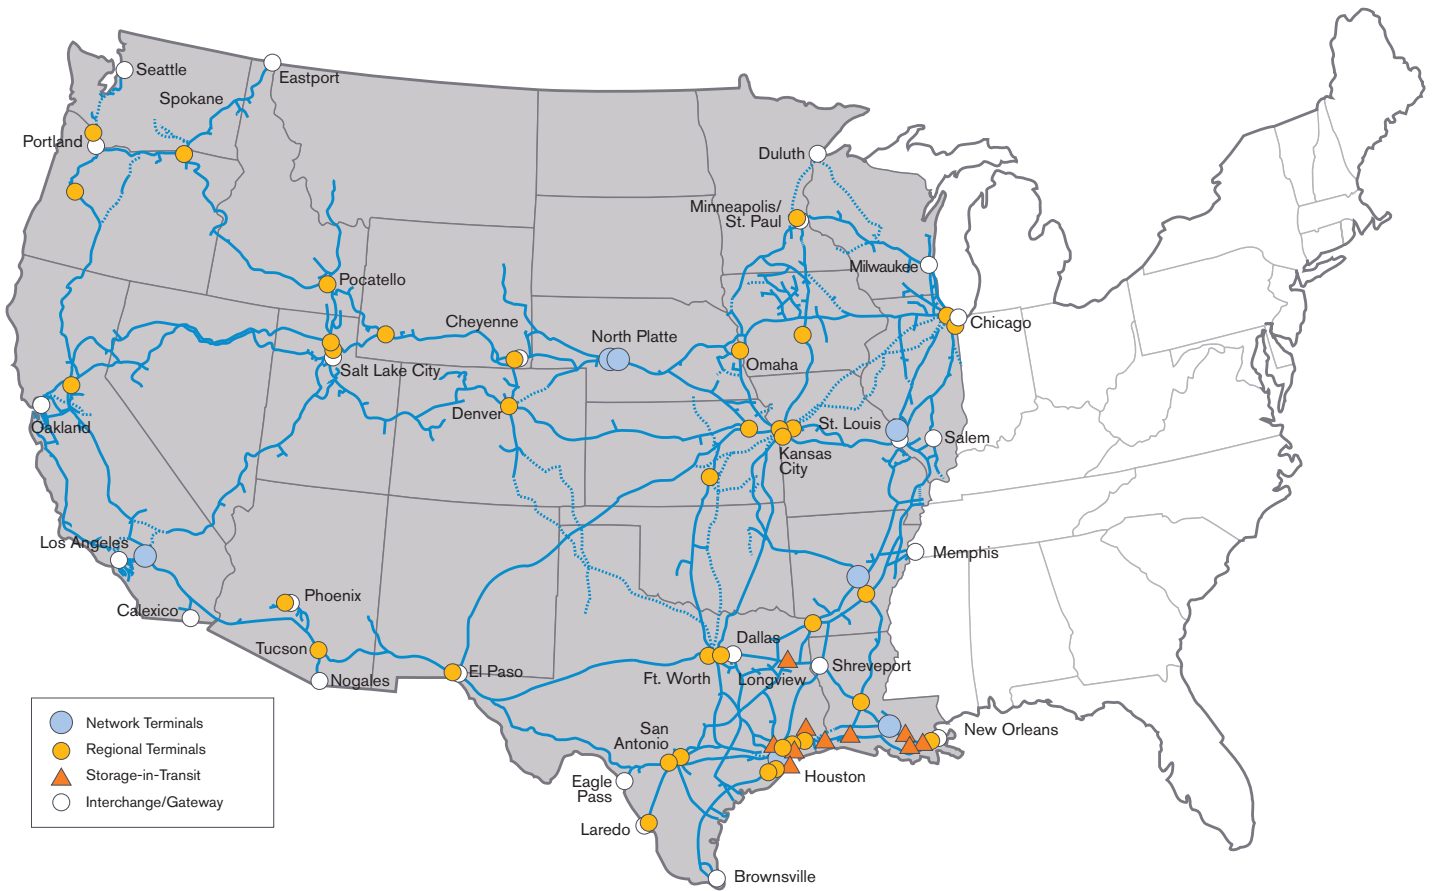 Seattle
Eastport
Spokane
Portland
Duluth
Minneapolis/
St. Paul
Milwaukee
Pocatello
Cheyenne
North Platte
Chicago
Salt Lake City
Omaha
Denver
Oakland
St. Louis
Salem
Kansas
City
Los Angeles
Memphis
Phoenix
Calexico
Tucson
Nogales
El Paso
Dallas
Ft. Worth
Longview
Shreveport
San
Antonio
New Orleans
Houston
Eagle
Pass
Laredo
Brownsville
Network Terminals
Regional Terminals
Storage-in-Transit
Interchange/Gateway